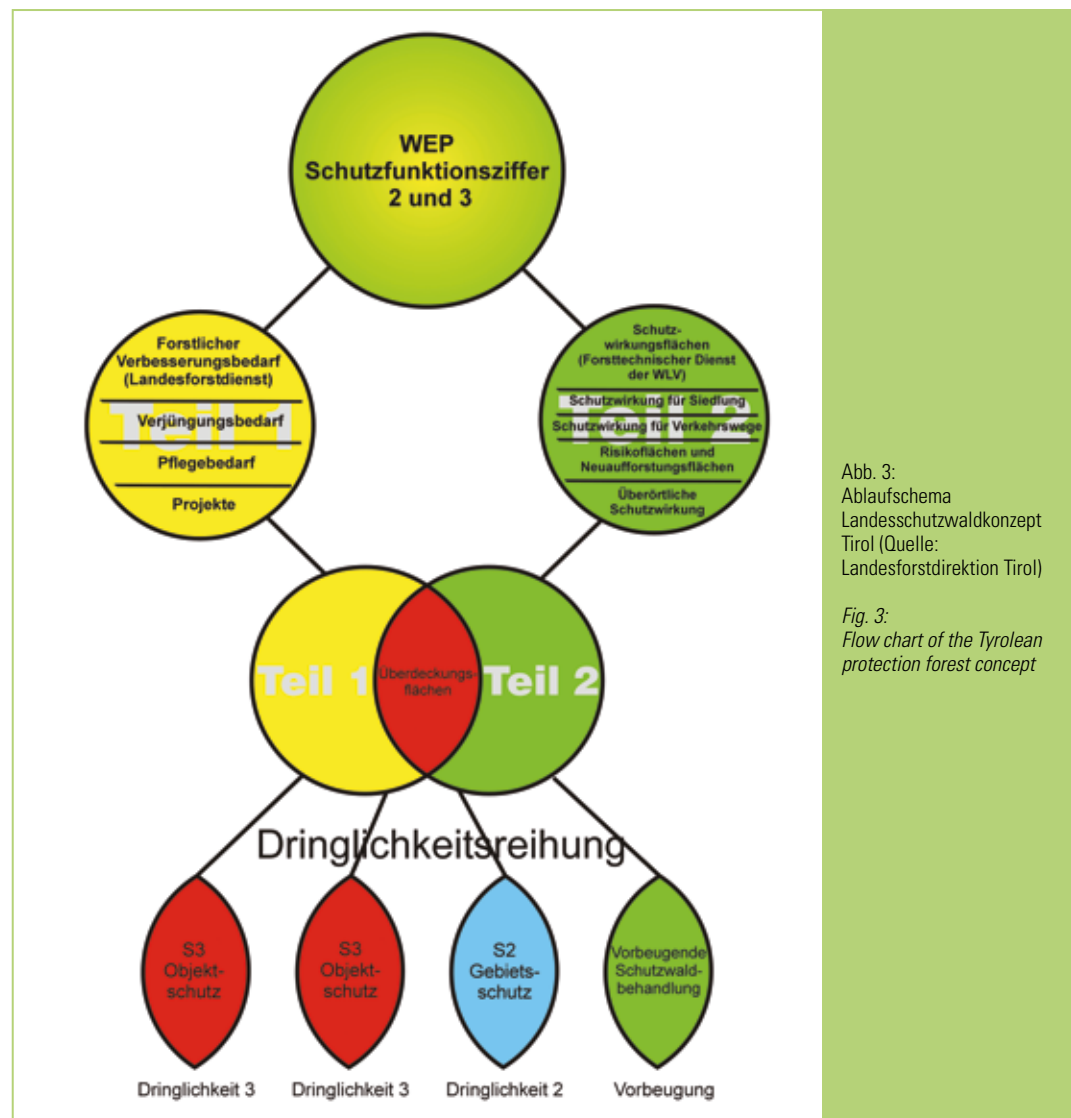 WEP
Schutzfunktionsziffer
2 und 3
Forstlicher
Verbesserungsbedarf
(Landesforstdienst)
Teil 1
Verjüngungsbedarf
Pflegebedarf
Projekte
Schutz-
wirkungsflächen
(Forsttechnischer Dienst
der WLV)
Schutzwirkung für Siedlung
Teil 2
Schutzwirkung für Verkehrswege
Risikoflächen und
Neuaufforstungsflächen
Überörtliche
Schutzwirkung
Teil 1
Überdeckungs-
flächen
Teil 2
Dringlichkeitsreihung
S3
Objekt-
schutz
S3
Objekt-
schutz
S2
Gebiets-
schutz
Vorbeugende
Schutzwald-
behandlung
Dringlichkeit 3
Dringlichkeit 3
Dringlichkeit 2
Vorbeugung
Abb. 3:
Ablaufschema
Landesschutzwaldkonzept
Tirol (Quelle:
Landesforstdirektion Tirol)
Fig. 3:
Flow chart of the Tyrolean
protection forest concept